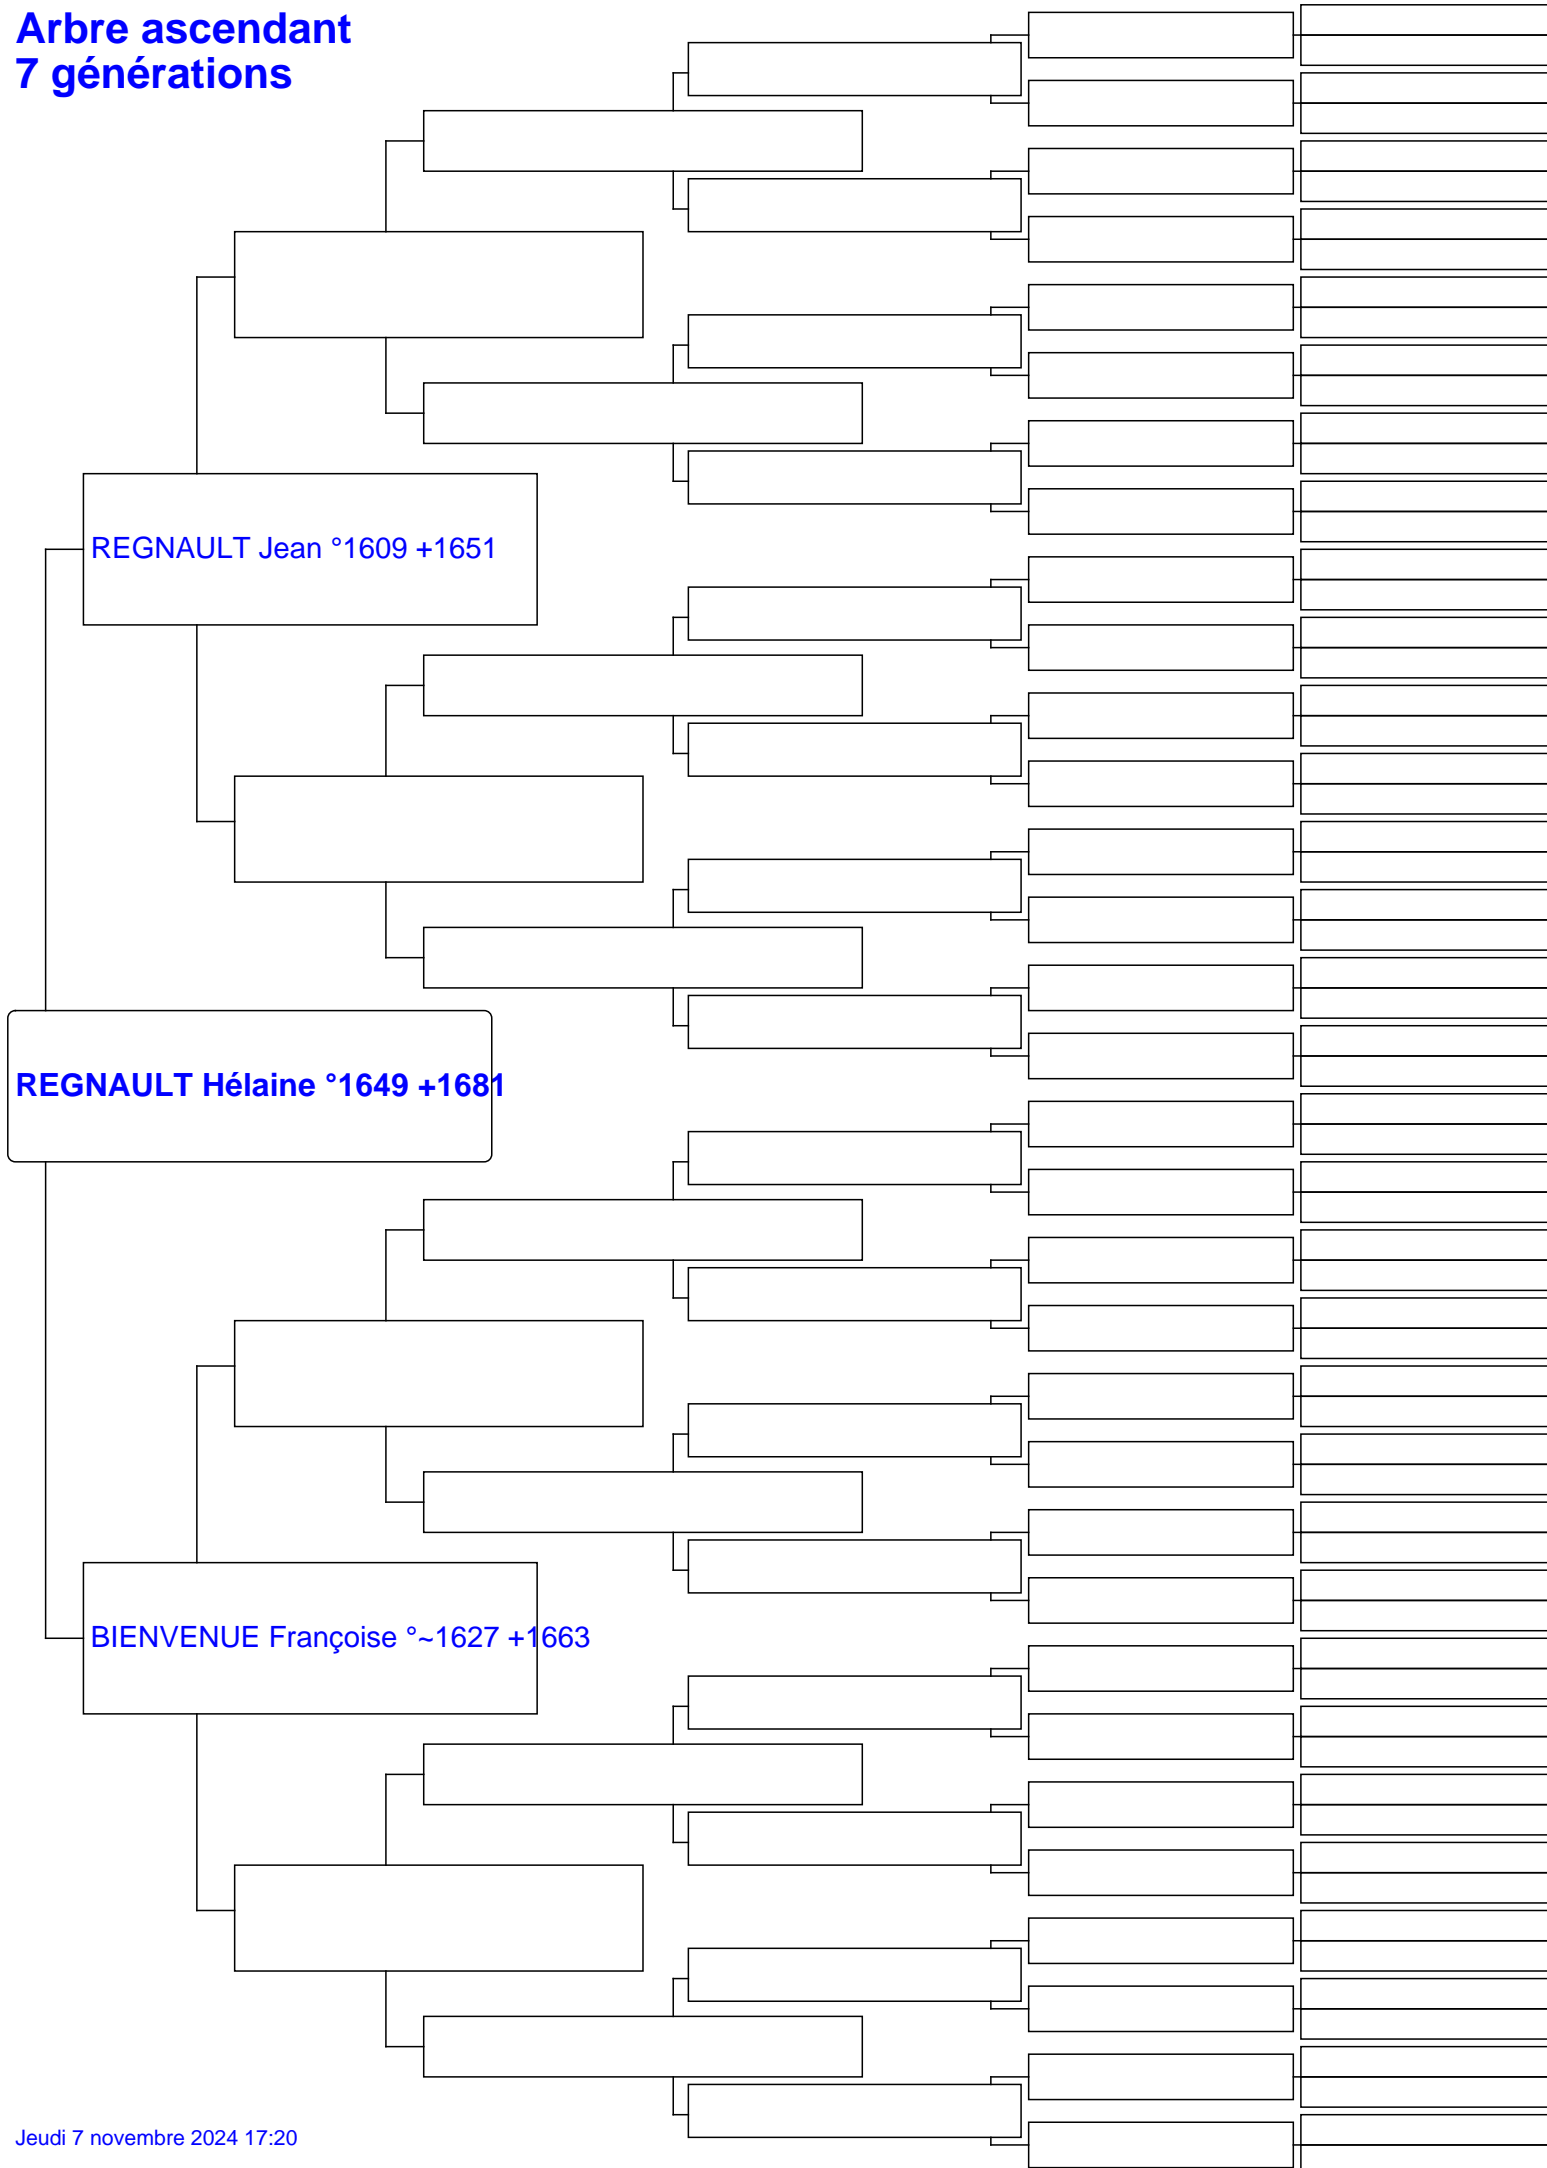 Arbre ascendant
7 générations
REGNAULT Jean °1609 +1651
REGNAULT Hélaine °1649 +1681
BIENVENUE Françoise °~1627 +1663
Jeudi 7 novembre 2024 17:20